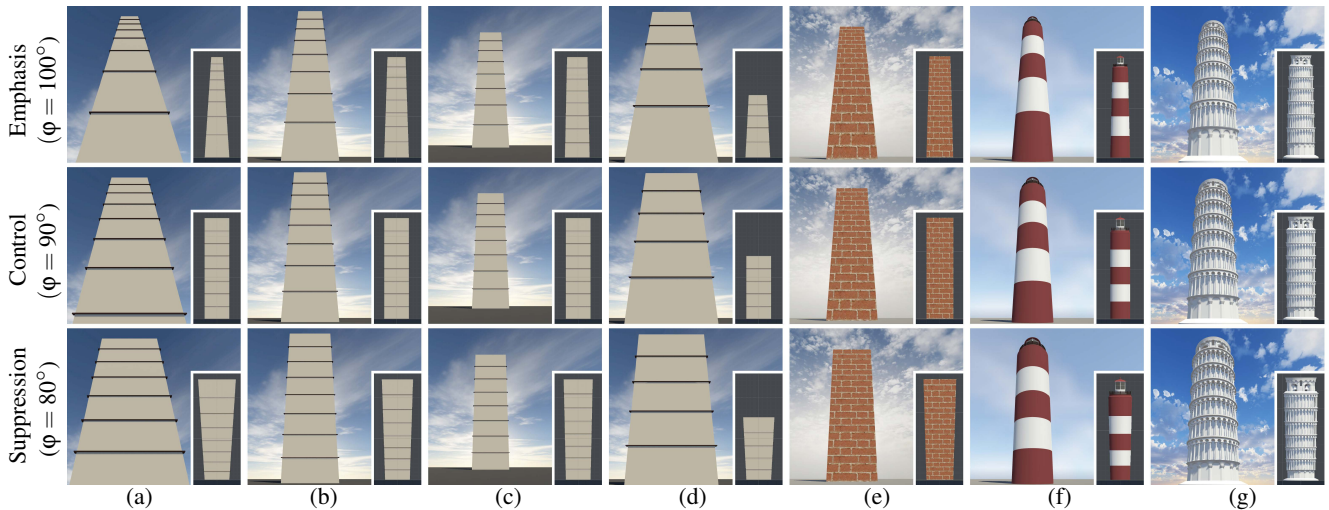 Emphasis
(φ = 100°)
Control
(φ = 90°)
Suppression
(φ = 80°)
(a) (b) (c) (d) (e) (f) (g)